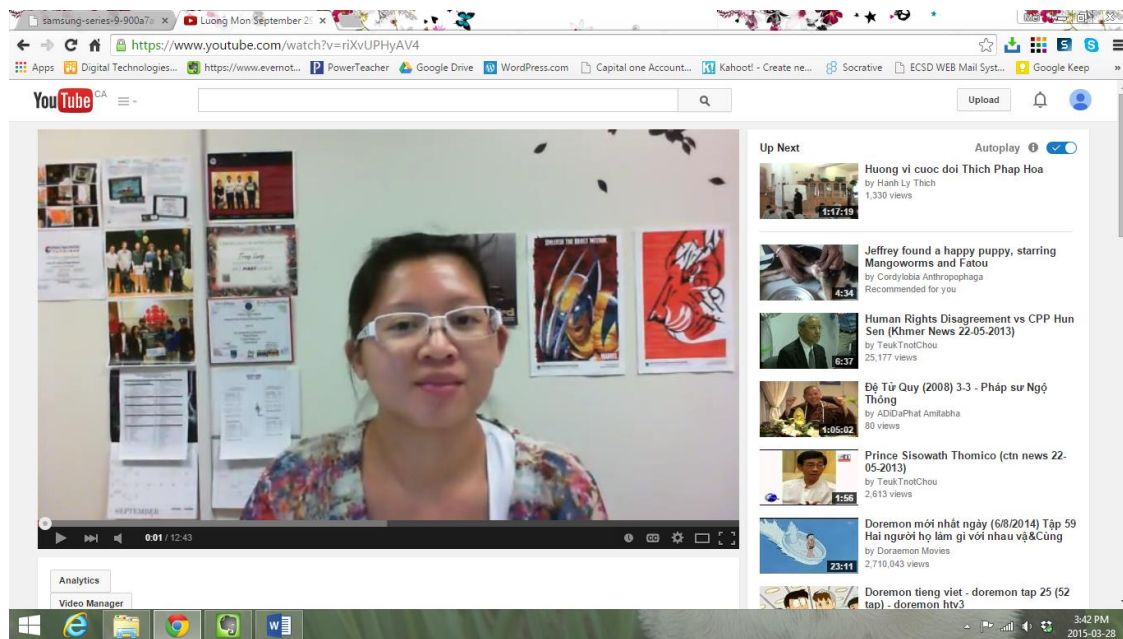 samsung-series-9-900a7a
Luong Mon September 29
https://www.youtube.com/watch?v=riXvUPHyAV4
Apps
Digital Technologies...
https://www.evernot...
PowerTeacher
Google Drive
WordPress.com
Capital one Account...
Kahoot! - Create ne...
Socrative
ECSD WEB Mail Syst...
Google Keep
»
YouTube CA
Upload
UNLEASH THE BEAST WITHIN.
MARVEL
SEPTEMBER
0:01 / 12:43
CC
Analytics
Video Manager
Up Next
Autoplay
Huong vi cuoc doi Thich Phap Hoa
by Hanh Ly Thich
1,330 views
1:17:19
Jeffrey found a happy puppy, starring
Mangoworms and Fatou
by Cordylobia Anthropophaga
Recommended for you
4:34
Human Rights Disagreement vs CPP Hun
Sen (Khmer News 22-05-2013)
by TeukTnotChou
25,177 views
6:37
Đệ Tử Quy (2008) 3-3 - Pháp sư Ngộ
Thông
by ADiDaPhat Amitabha
80 views
1:05:02
Prince Sisowath Thomico (ctn news 22-
05-2013)
by TeukTnotChou
2,613 views
1:56
Doremon mới nhất ngày (6/8/2014) Tập 59
Hai người họ làm gì với nhau vậ&Cùng
by Doraemon Movies
2,710,043 views
23:11
Doremon tieng viet - doremon tap 25 (52
tap) - doremon htv3
3:42 PM
2015-03-28